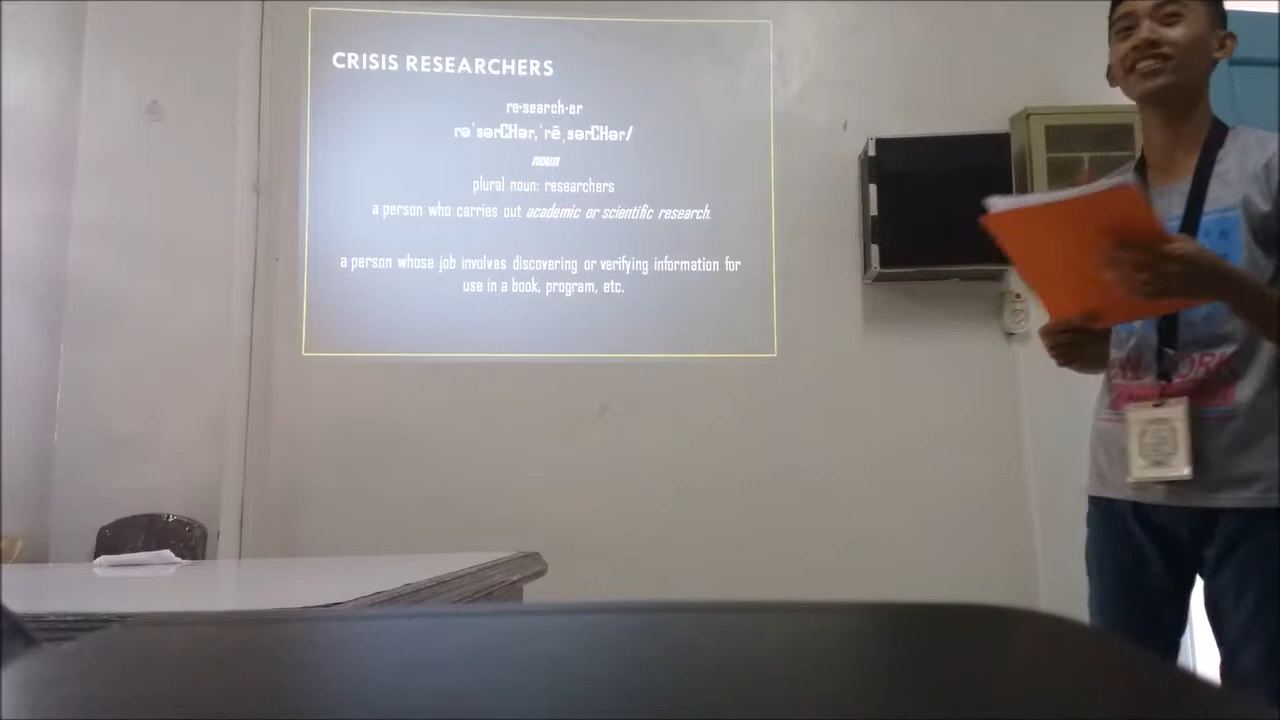 CRISIS RESEARCHERS
re·search·er
rəˈsərCHər,ˈrēˌsərCHər/
noun
plural noun: researchers
a person who carries out academic or scientific research.
a person whose job involves discovering or verifying information for
use in a book, program, etc.